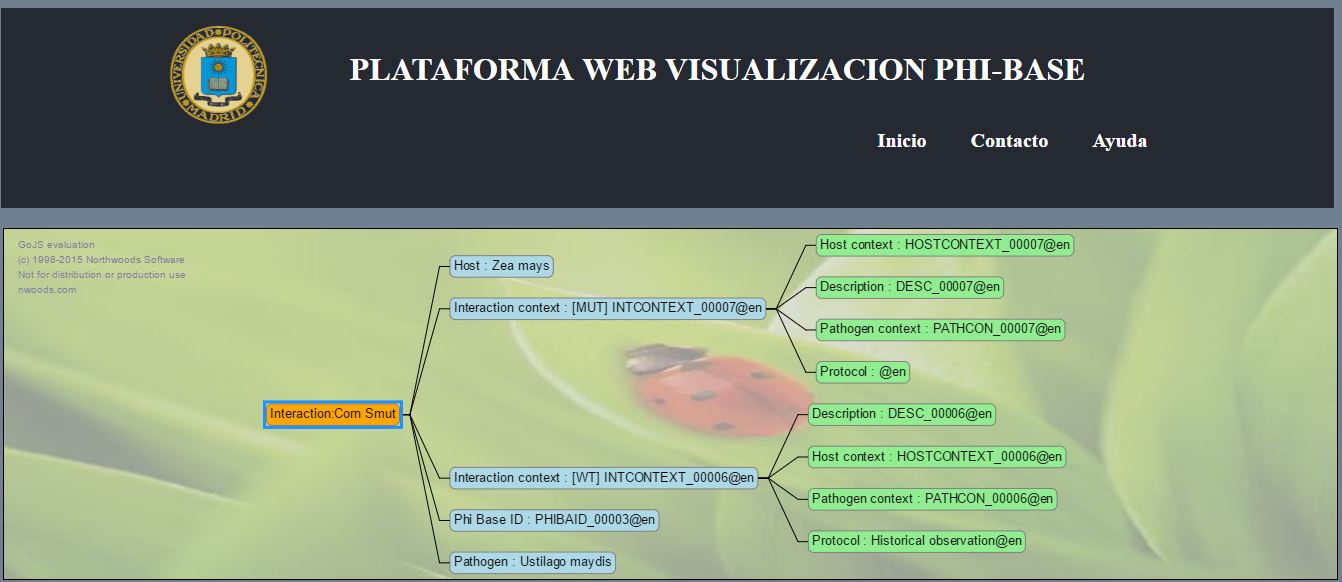 UNIVERSIDAD POLITECNICA
MADRID
PLATAFORMA WEB VISUALIZACION PHI-BASE
Inicio Contacto Ayuda
GoJS evaluation
(c) 1998-2015 Northwoods Software
Not for distribution or production use
nwoods.com
Interaction:Corn Smut
Host : Zea mays
Interaction context : [MUT] INTCONTEXT_00007@en
Host context : HOSTCONTEXT_00007@en
Description : DESC_00007@en
Pathogen context : PATHCON_00007@en
Protocol : @en
Interaction context : [WT] INTCONTEXT_00006@en
Description : DESC_00006@en
Host context : HOSTCONTEXT_00006@en
Pathogen context : PATHCON_00006@en
Protocol : Historical observation@en
Phi Base ID : PHIBAID_00003@en
Pathogen : Ustilago maydis